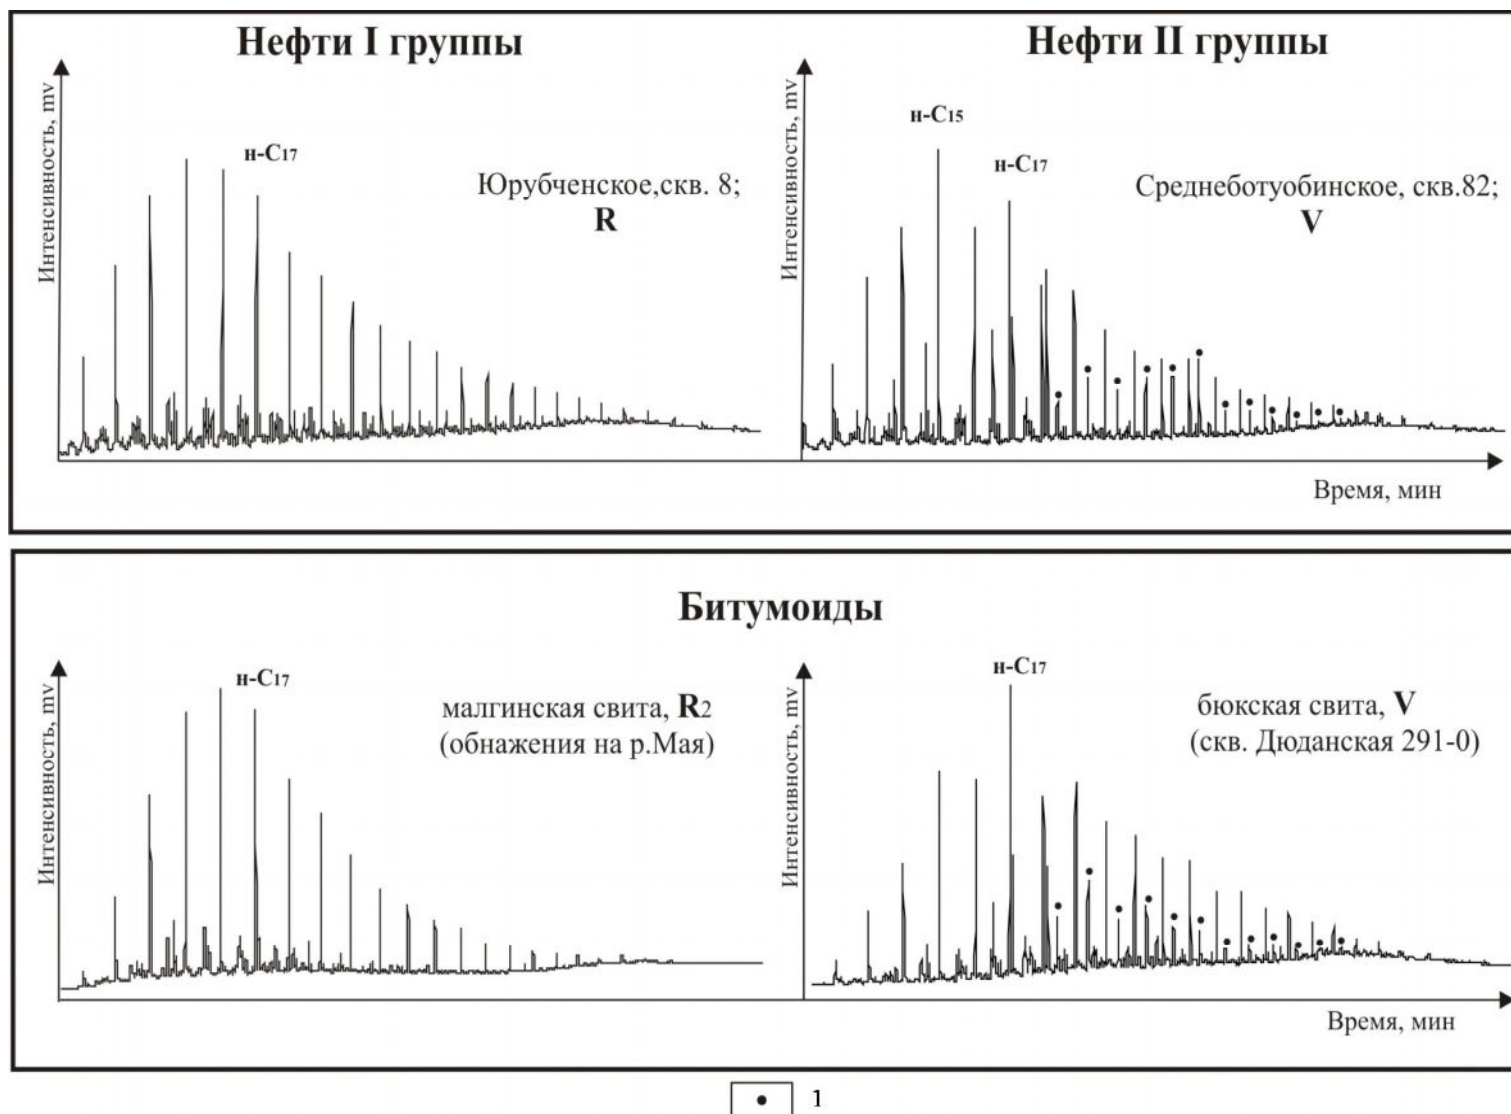 Нефти I группы
Интенсивность, mv
н-C17
Юрубченское,скв. 8;
R
Нефти II группы
Интенсивность, mv
н-C15
н-C17
Среднеботуобинское, скв.82;
V
Время, мин
Битумоиды
Интенсивность, mv
н-C17
малгинская свита, R2
(обнажения на р.Мая)
Интенсивность, mv
н-C17
бюкская свита, V
(скв. Дюданская 291-0)
Время, мин
1